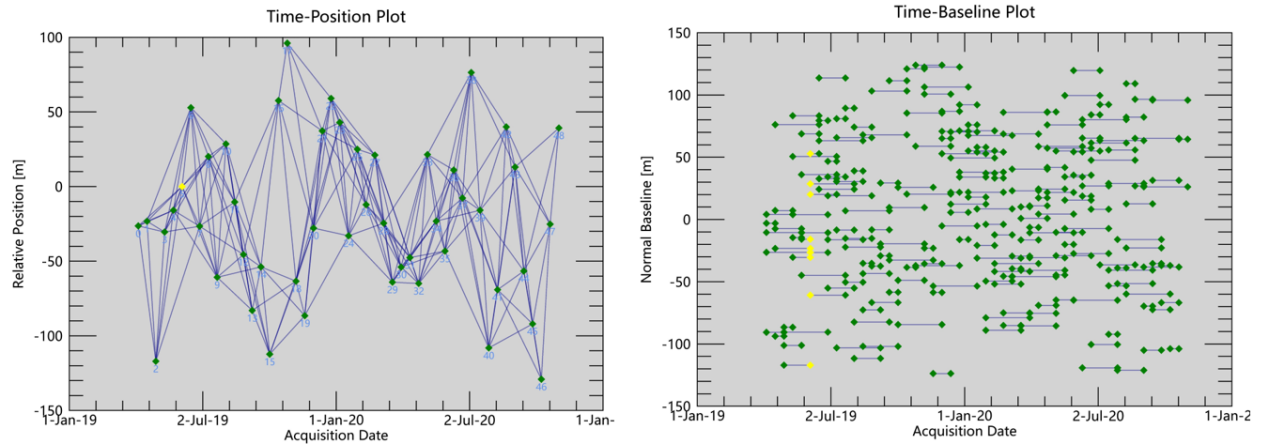 Time-Position Plot
100
50
0
-50
-100
-150
Relative Position [m]
2
9
15
19
24
29
32
40
46
48
1-Jan-19
2-Jul-19
1-Jan-20
2-Jul-20
1-Jan-
Acquisition Date
Time-Baseline Plot
150
100
50
0
-50
-100
-150
Normal Baseline [m]
1-Jan-19
2-Jul-19
1-Jan-20
2-Jul-20
1-Jan-2
Acquisition Date